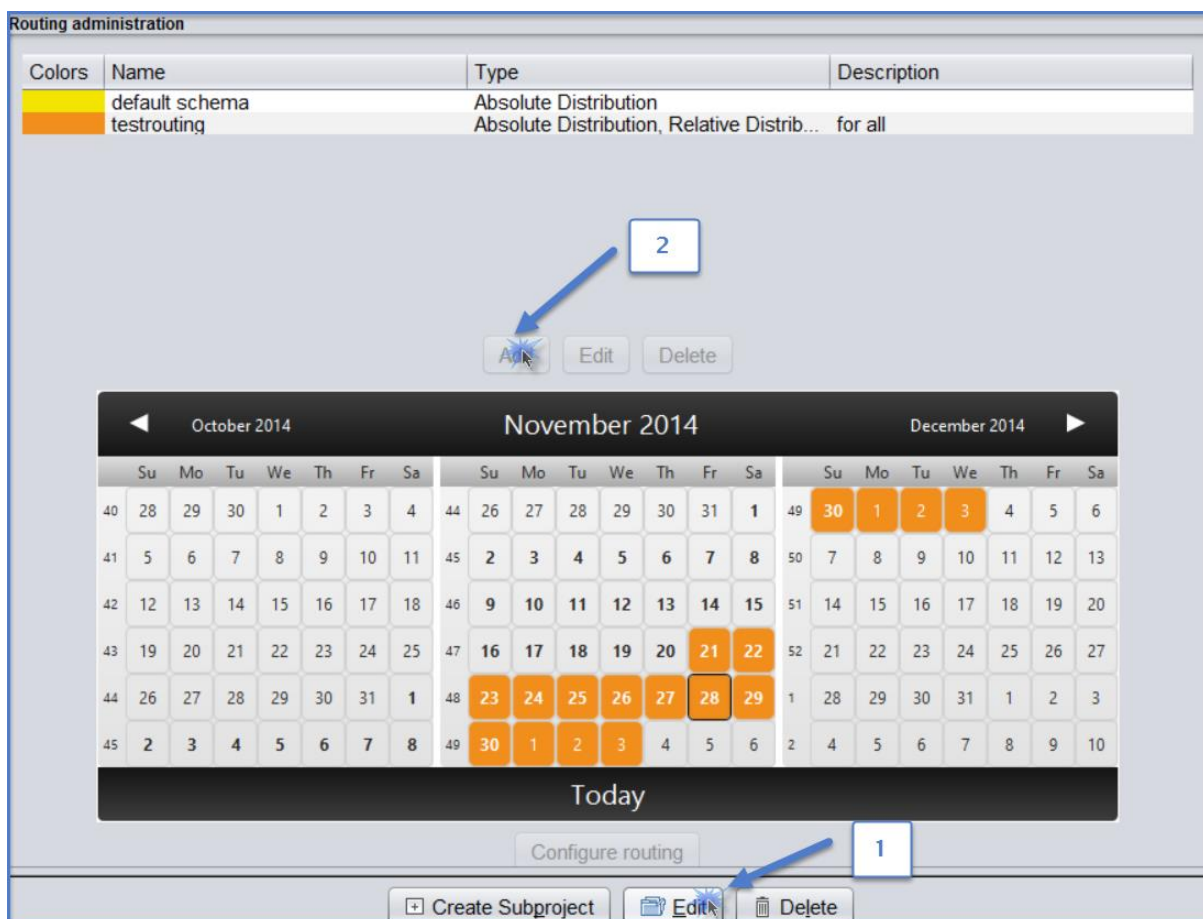 Routing administration
Colors Name Type Description
default schema Absolute Distribution
testrouting Absolute Distribution, Relative Distrib... for all
2
Edit Delete
October 2014 November 2014 December 2014
Su Mo Tu We Th Fr Sa Su Mo Tu We Th Fr Sa Su Mo Tu We Th Fr Sa
40 28 29 30 1 2 3 4 44 26 27 28 29 30 31 1 49 30 1 2 3 4 5 6
41 5 6 7 8 9 10 11 45 2 3 4 5 6 7 8 50 7 8 9 10 11 12 13
42 12 13 14 15 16 17 18 46 9 10 11 12 13 14 15 51 14 15 16 17 18 19 20
43 19 20 21 22 23 24 25 47 16 17 18 19 20 21 22 52 21 22 23 24 25 26 27
44 26 27 28 29 30 31 1 48 23 24 25 26 27 28 29 1 28 29 30 31 1 2 3
45 2 3 4 5 6 7 8 49 30 1 2 3 4 5 6 2 4 5 6 7 8 9 10
Today
Configure routing
1
Create Subproject Edit Delete